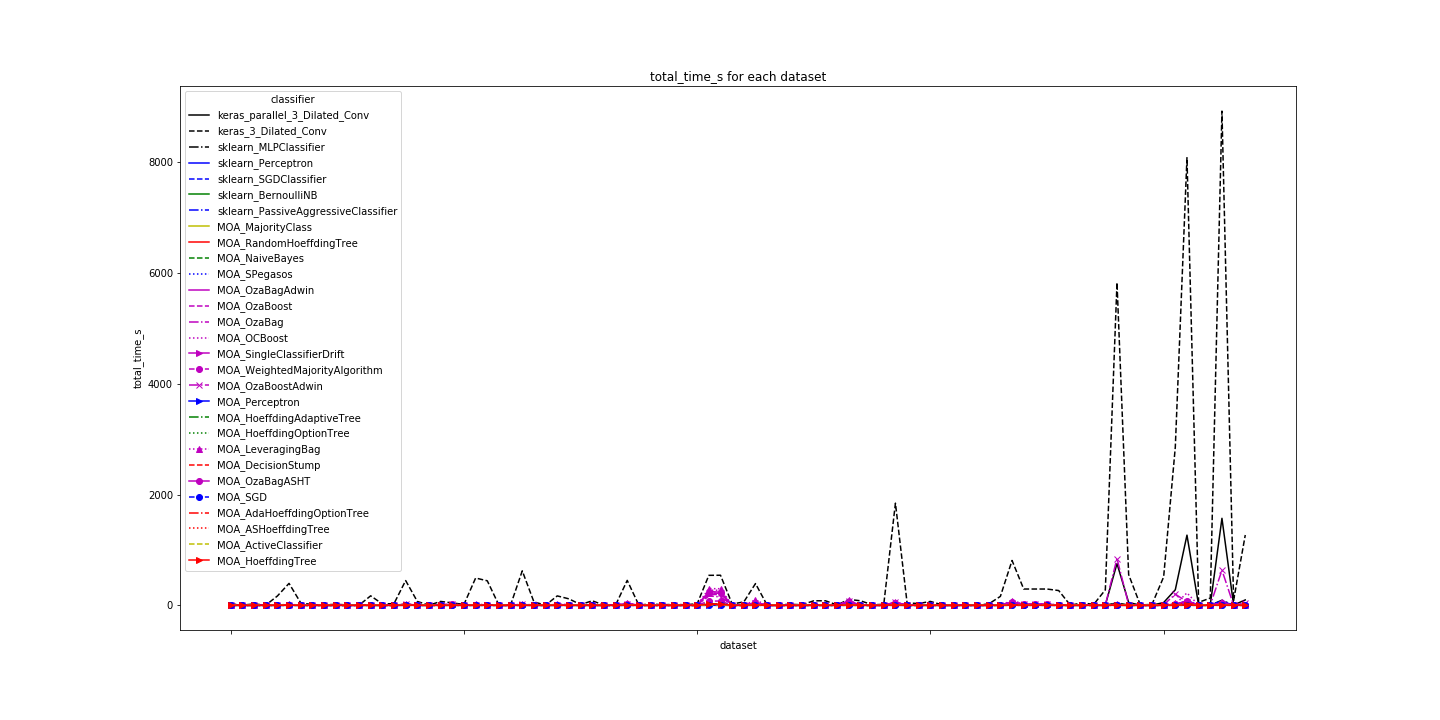 total_time_s for each dataset
classifier
keras_parallel_3_Dilated_Conv
keras_3_Dilated_Conv
sklearn_MLPClassifier
sklearn_Perceptron
sklearn_SGDClassifier
sklearn_BernoulliNB
sklearn_PassiveAggressiveClassifier
MOA_MajorityClass
MOA_RandomHoeffdingTree
MOA_NaiveBayes
MOA_SPegasos
MOA_OzaBagAdwin
MOA_OzaBoost
MOA_OzaBag
MOA_OCBoost
MOA_SingleClassifierDrift
MOA_WeightedMajorityAlgorithm
MOA_OzaBoostAdwin
MOA_Perceptron
MOA_HoeffdingAdaptiveTree
MOA_HoeffdingOptionTree
MOA_LeveragingBag
MOA_DecisionStump
MOA_OzaBagASHT
MOA_SGD
MOA_AdaHoeffdingOptionTree
MOA_ASHoeffdingTree
MOA_ActiveClassifier
MOA_HoeffdingTree
total_time_s
8000
6000
4000
2000
0
dataset